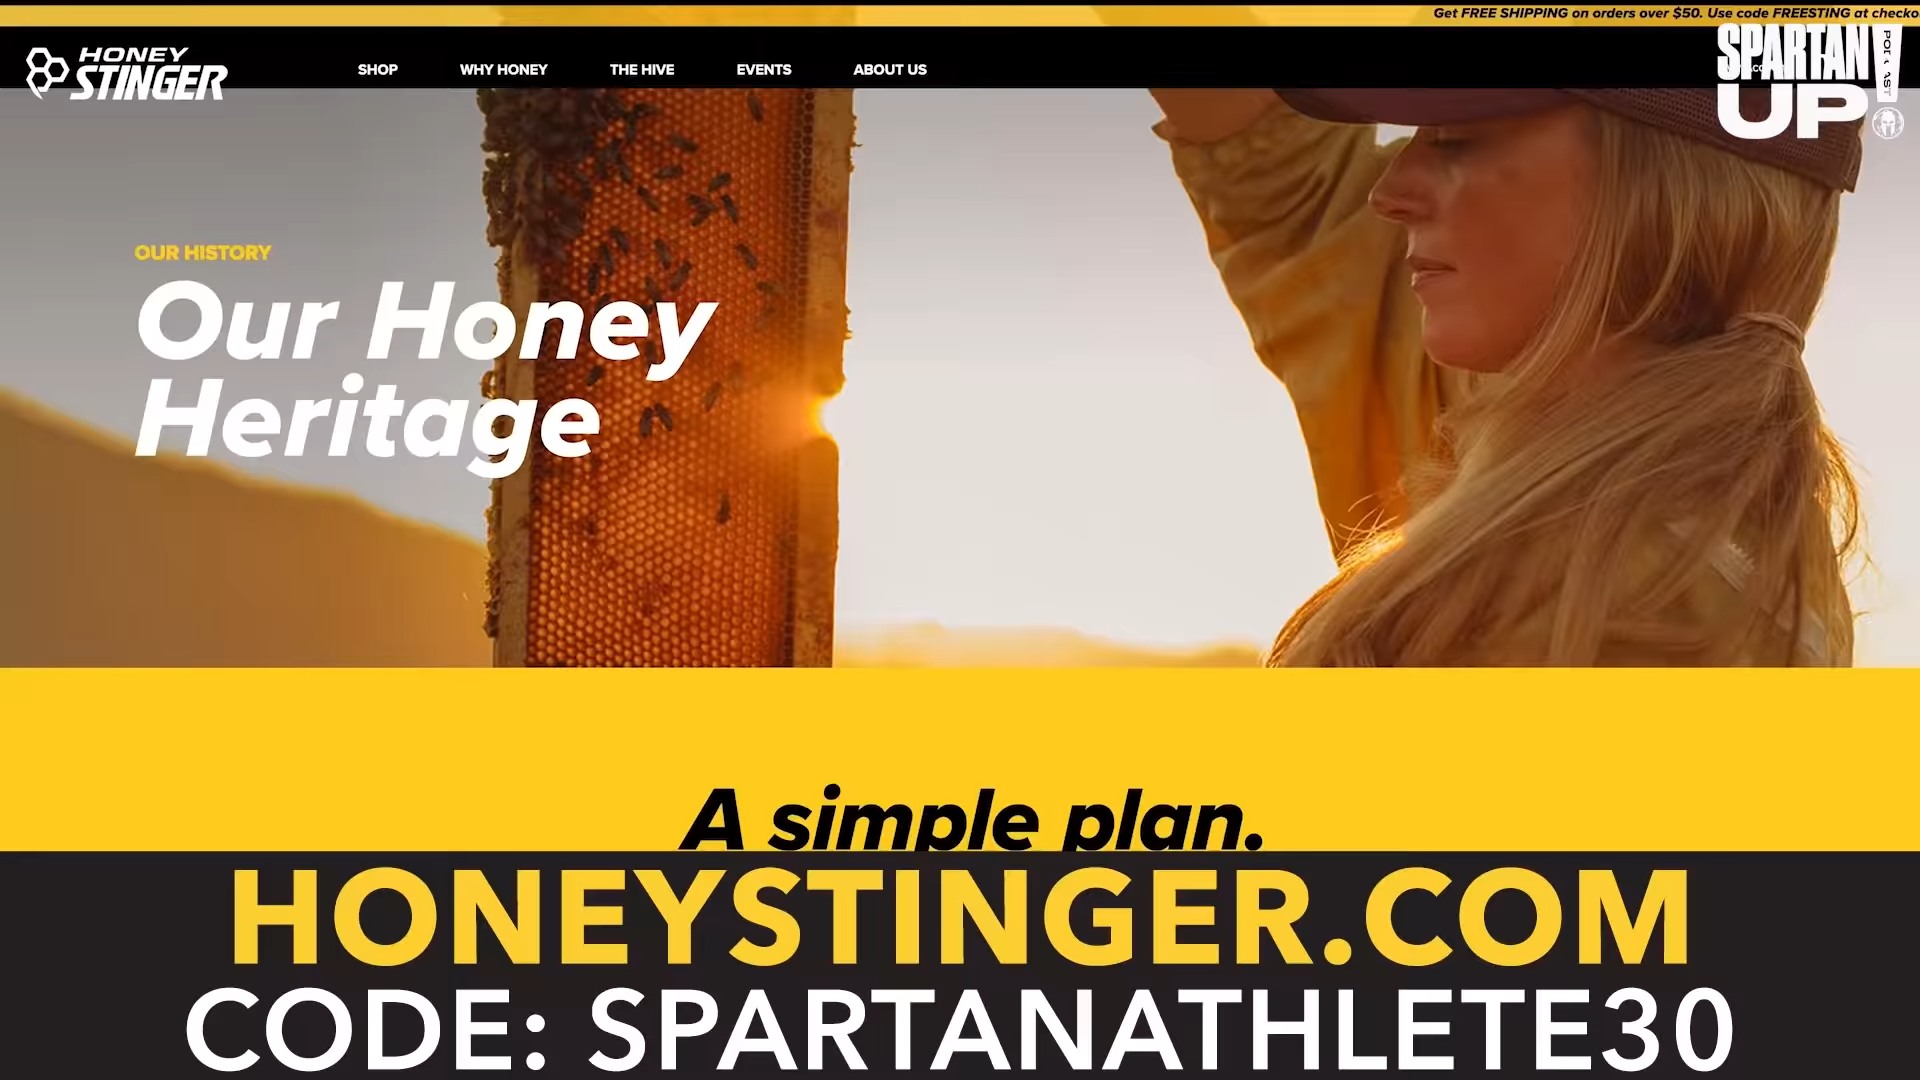 Get FREE SHIPPING on orders over $50. Use code FREESTING at checko
HONEY
STINGER
SHOP
WHY HONEY
THE HIVE
EVENTS
ABOUT US
SPARTAN
UP
PODCAST
OUR HISTORY
Our Honey
Heritage
A simple plan.
HONEYSTINGER.COM
CODE: SPARTANATHLETE30